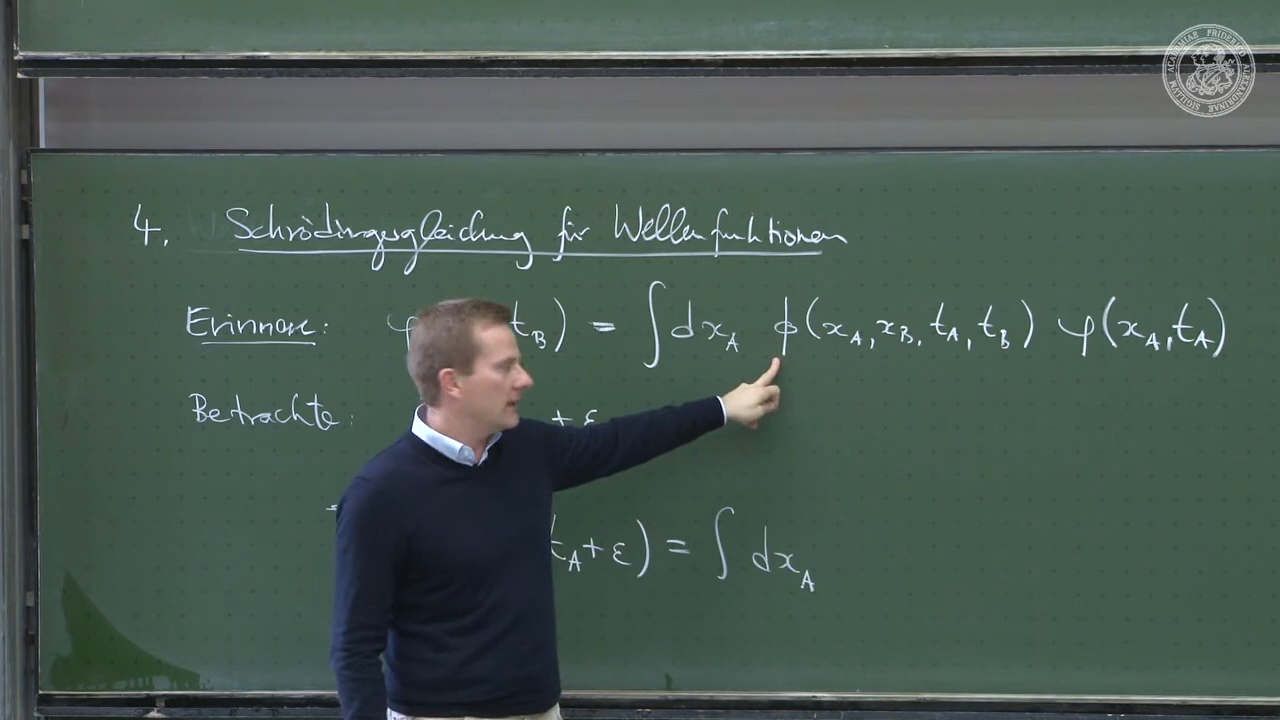 4. Schrödingergleichung für Wellenfunktionen
Erinnere: φ t_B) = ∫dx_A ϕ(x_A, x_B, t_A, t_B) φ(x_A, t_A)
Betrachte: + ε
t_A + ε) = ∫ dx_A